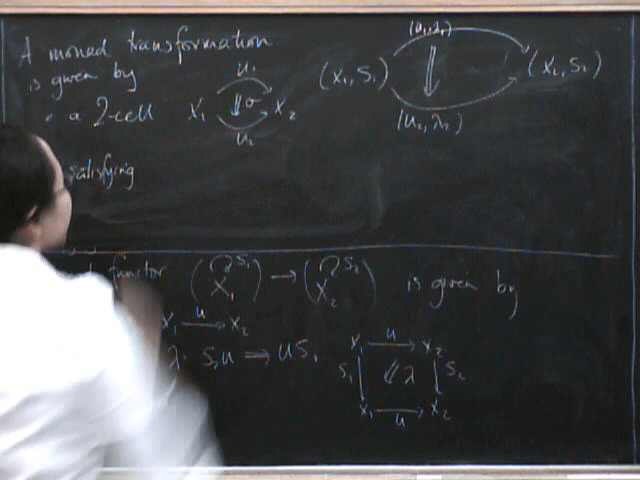 A monad transformation
is given by
• a 2-cell
X₁ ⇓σ X₂
u₁
u₂
(X₁, S₁) ⇓ (X₂, S₂)
(u₁, λ₁)
(u₂, λ₂)
satisfying
functor (X₁ S₁) → (X₂ S₂) is given by
X₁ —u→ X₂
λ: S₂u ⇒ uS₁
X₁ —u→ X₂
S₁ ⇙λ S₂
X₁ —u→ X₂